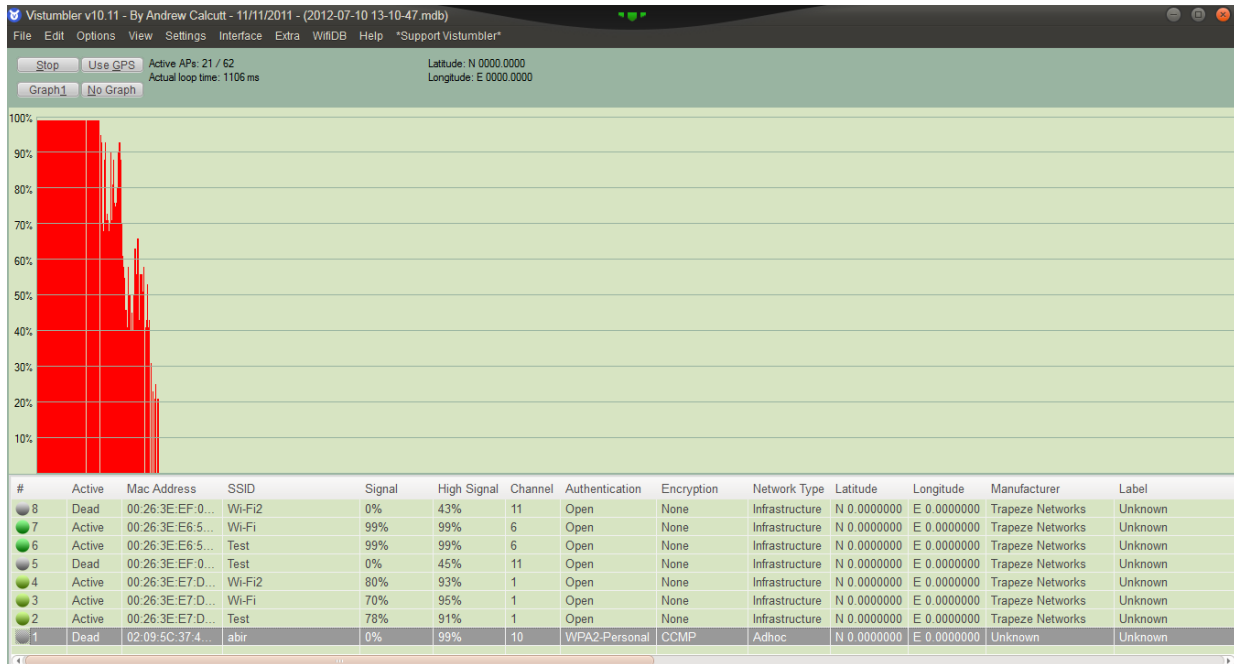 Vistumbler v10.11 - By Andrew Calcutt - 11/11/2011 - (2012-07-10 13-10-47.mdb)
File Edit Options View Settings Interface Extra WifiDB Help *Support Vistumbler*
Stop Use GPS Active APs: 21 / 62 Latitude: N 0000.0000
Actual loop time: 1106 ms Longitude: E 0000.0000
Graph1 No Graph
100%
90%
80%
70%
60%
50%
40%
30%
20%
10%
# Active Mac Address SSID Signal High Signal Channel Authentication Encryption Network Type Latitude Longitude Manufacturer Label
8 Dead 00:26:3E:EF:0... Wi-Fi2 0% 43% 11 Open None Infrastructure N 0.0000000 E 0.0000000 Trapeze Networks Unknown
7 Active 00:26:3E:E6:5... Wi-Fi 99% 99% 6 Open None Infrastructure N 0.0000000 E 0.0000000 Trapeze Networks Unknown
6 Active 00:26:3E:E6:5... Test 99% 99% 6 Open None Infrastructure N 0.0000000 E 0.0000000 Trapeze Networks Unknown
5 Dead 00:26:3E:EF:0... Test 0% 45% 11 Open None Infrastructure N 0.0000000 E 0.0000000 Trapeze Networks Unknown
4 Active 00:26:3E:E7:D... Wi-Fi2 80% 93% 1 Open None Infrastructure N 0.0000000 E 0.0000000 Trapeze Networks Unknown
3 Active 00:26:3E:E7:D... Wi-Fi 70% 95% 1 Open None Infrastructure N 0.0000000 E 0.0000000 Trapeze Networks Unknown
2 Active 00:26:3E:E7:D... Test 78% 91% 1 Open None Infrastructure N 0.0000000 E 0.0000000 Trapeze Networks Unknown
1 Dead 02:09:5C:37:4... abir 0% 99% 10 WPA2-Personal CCMP Adhoc N 0.0000000 E 0.0000000 Unknown Unknown